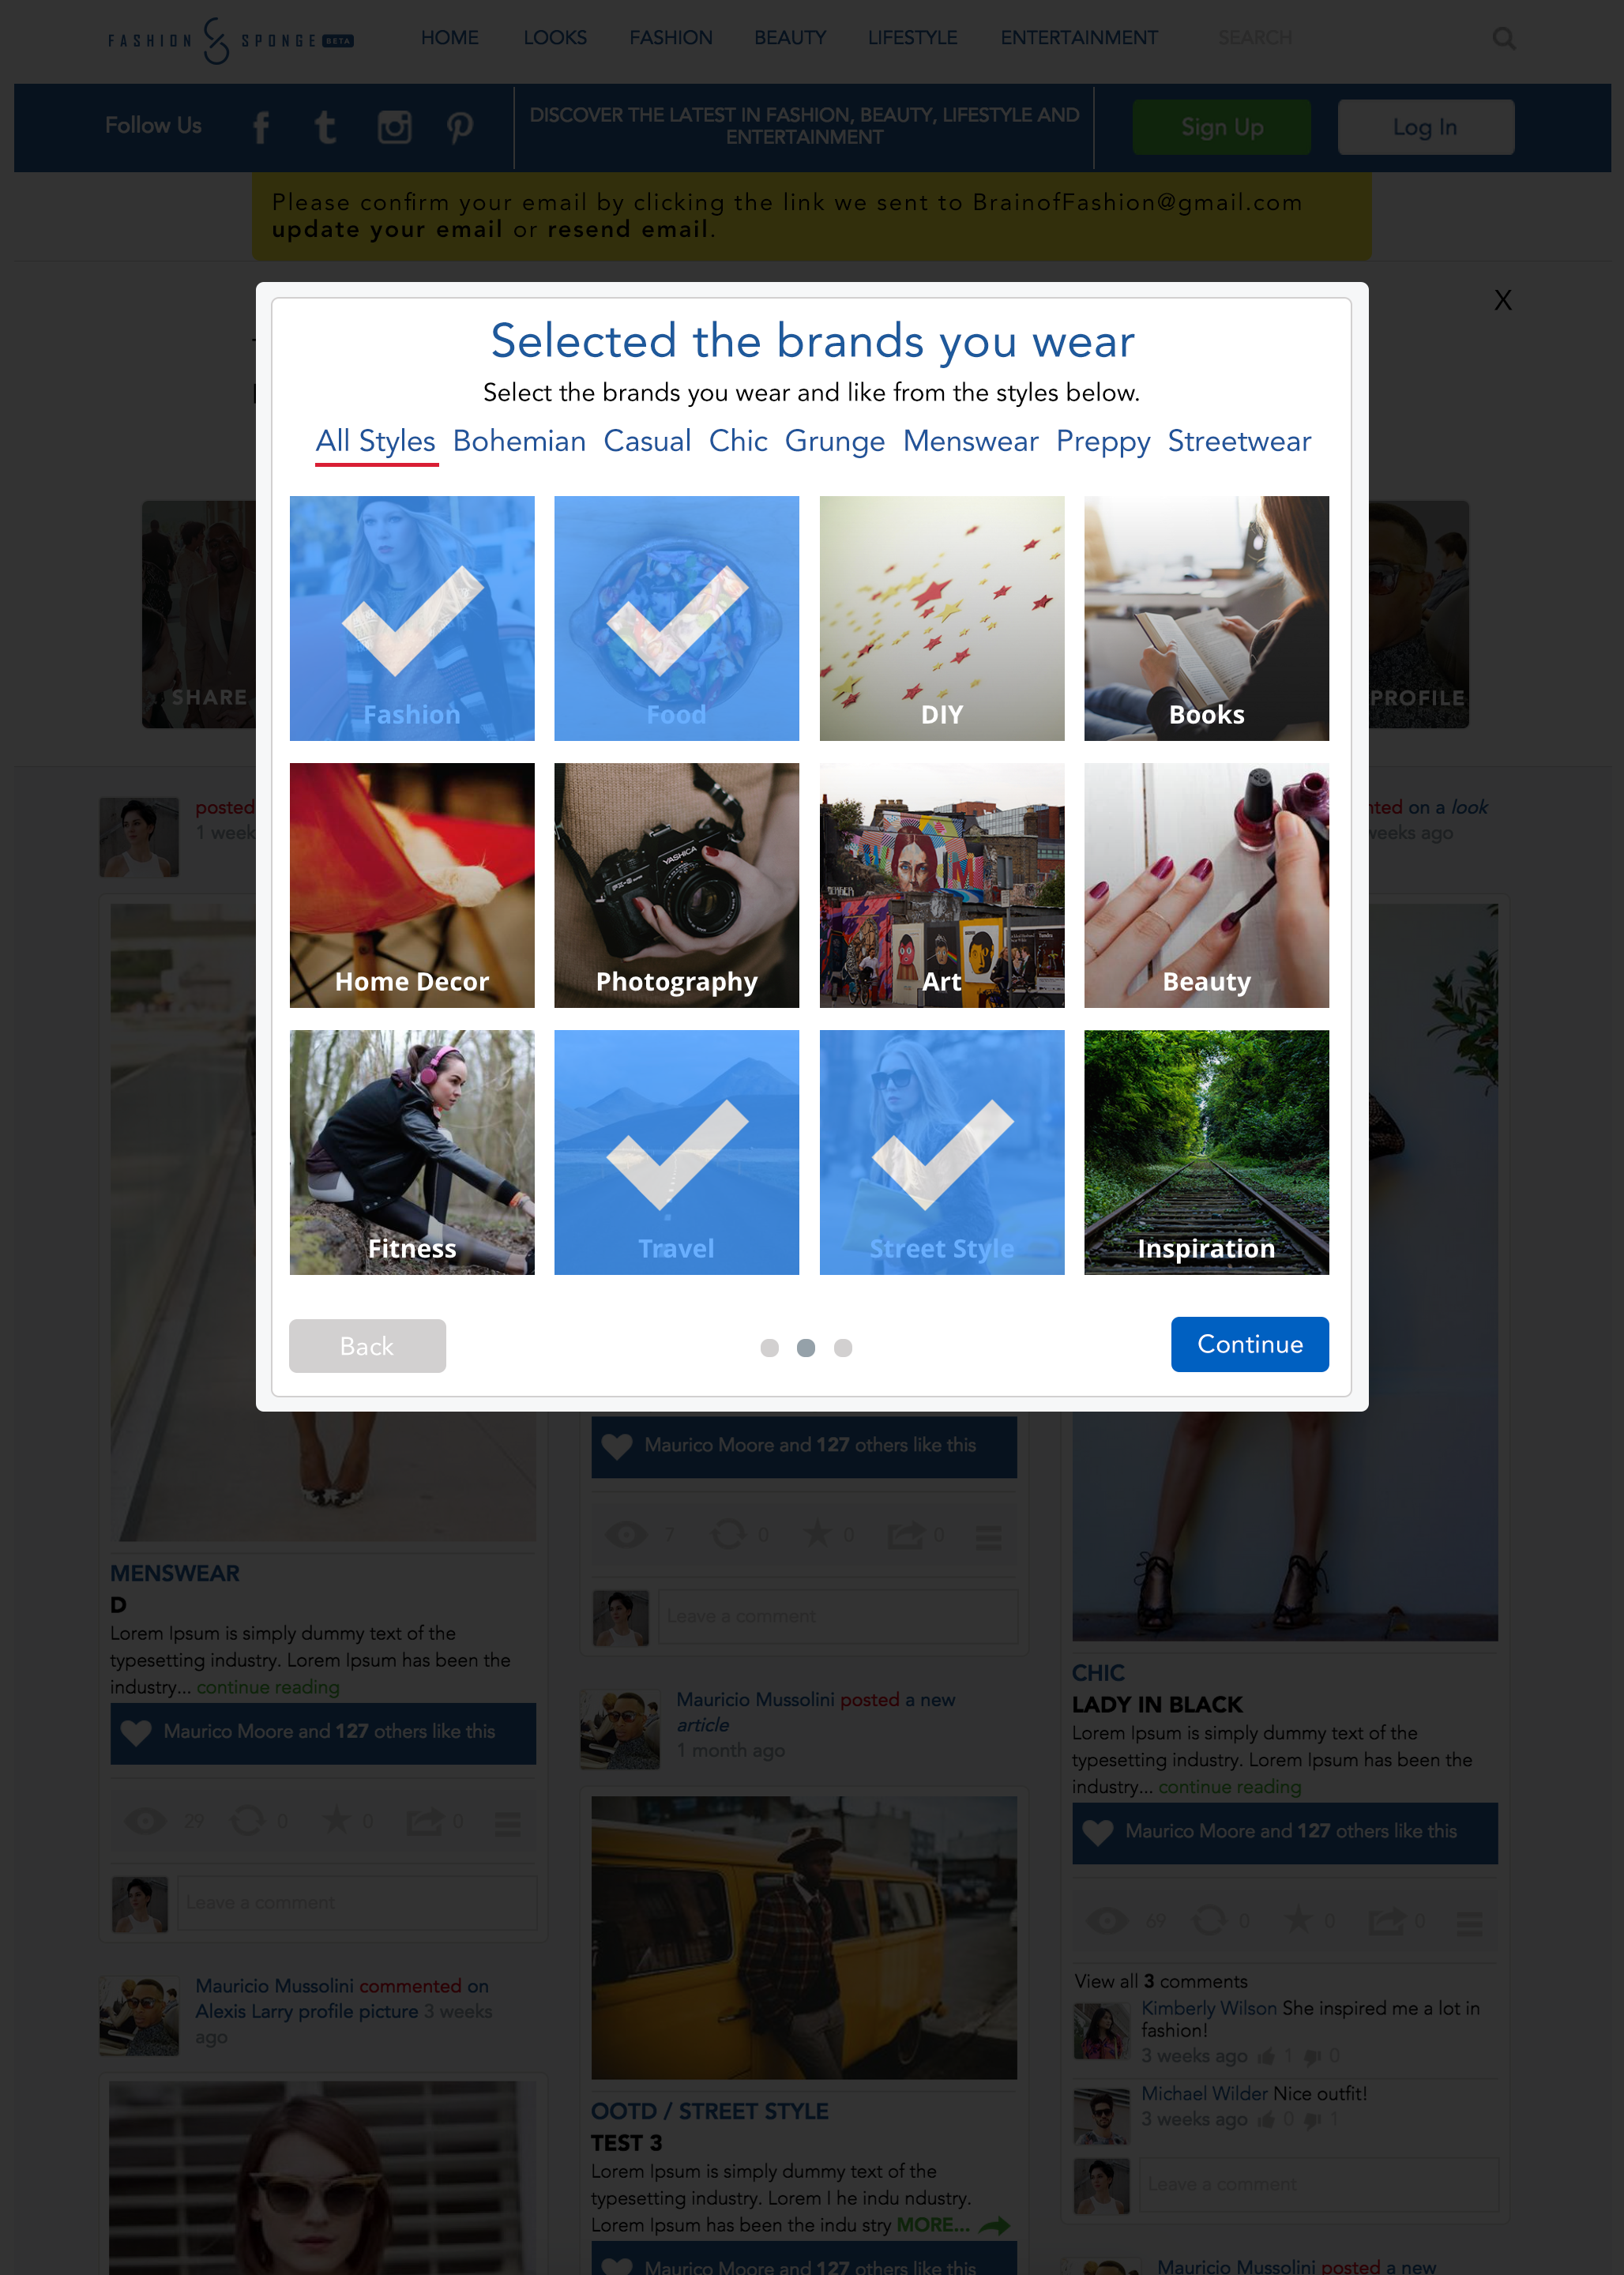 FASHION SPONGE BETA
HOME LOOKS FASHION BEAUTY LIFESTYLE ENTERTAINMENT SEARCH
Follow Us
DISCOVER THE LATEST IN FASHION, BEAUTY, LIFESTYLE AND
ENTERTAINMENT
Sign Up
Log In
Please confirm your email by clicking the link we sent to BrainofFashion@gmail.com
update your email or resend email.
X
Selected the brands you wear
Select the brands you wear and like from the styles below.
All Styles Bohemian Casual Chic Grunge Menswear Preppy Streetwear
SHARE
Fashion
Food
DIY
Books
PROFILE
posted
1 week
on a look
weeks ago
YASHICA
Home Decor
Photography
Art
Beauty
Fitness
Travel
Street Style
Inspiration
Back
Continue
MENSWEAR
D
Lorem Ipsum is simply dummy text of the
typesetting industry. Lorem Ipsum has been the
industry... continue reading
Maurico Moore and 127 others like this
29 0 0 0
Leave a comment
Mauricio Mussolini commented on
Alexis Larry profile picture 3 weeks
ago
Maurico Moore and 127 others like this
7 0 0 0
Leave a comment
Mauricio Mussolini posted a new
article
1 month ago
OOTD / STREET STYLE
TEST 3
Lorem Ipsum is simply dummy text of the
typesetting industry. Lorem I he indu ndustry.
Lorem Ipsum has been the indu stry MORE...
Maurico Moore and 127 others like this
CHIC
LADY IN BLACK
Lorem Ipsum is simply dummy text of the
typesetting industry. Lorem Ipsum has been the
industry... continue reading
Maurico Moore and 127 others like this
69 0 0 0
View all 3 comments
Kimberly Wilson She inspired me a lot in
fashion!
3 weeks ago 1 0
Michael Wilder Nice outfit!
3 weeks ago 0 1
Leave a comment
Mauricio Mussolini posted a new